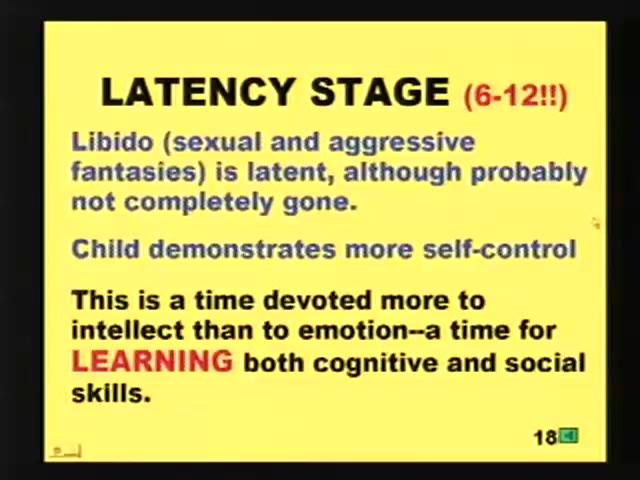 LATENCY STAGE (6-12!!)
Libido (sexual and aggressive
fantasies) is latent, although probably
not completely gone.
Child demonstrates more self-control
This is a time devoted more to
intellect than to emotion--a time for
LEARNING both cognitive and social
skills.
18